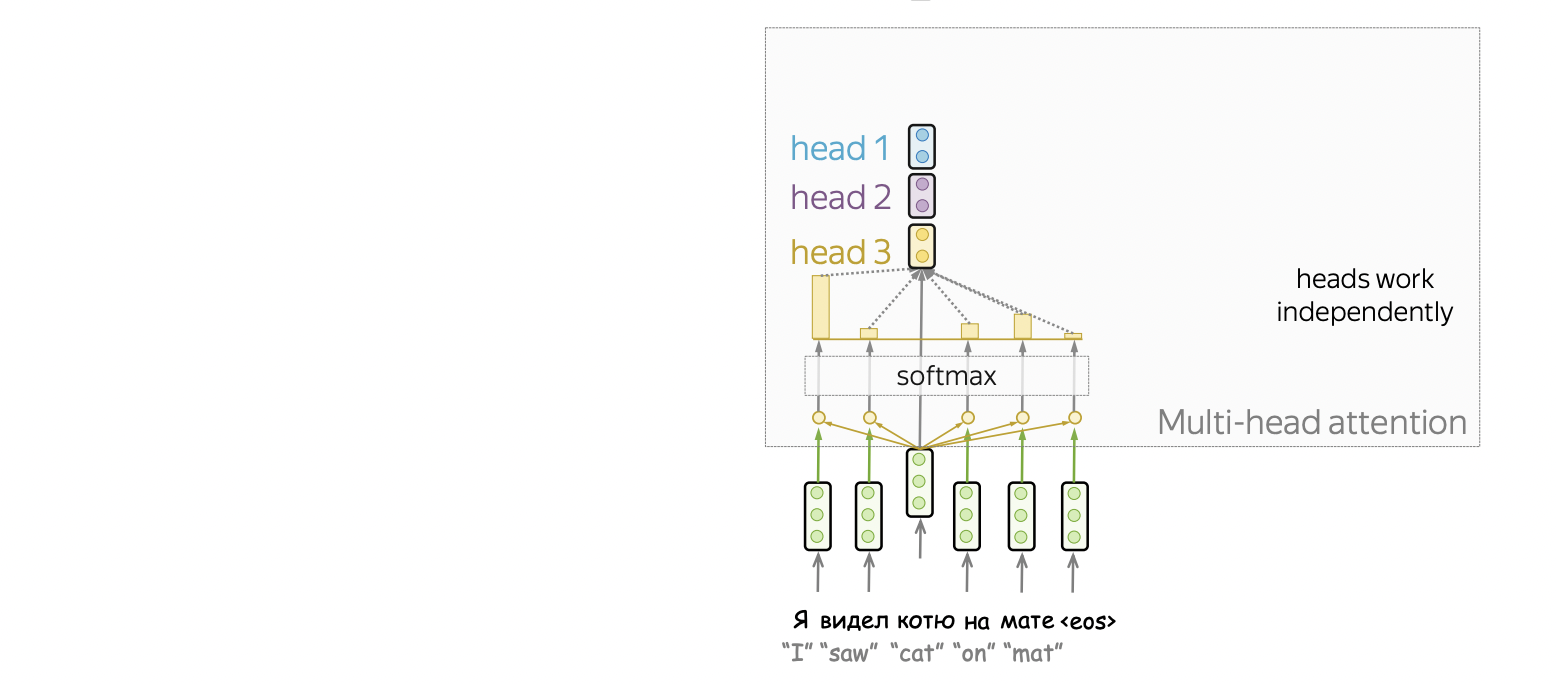 head 1
head 2
head 3
heads work
independently
softmax
Multi-head attention
Я видел котю на мате <eos>
“I” “saw” “cat” “on” “mat”